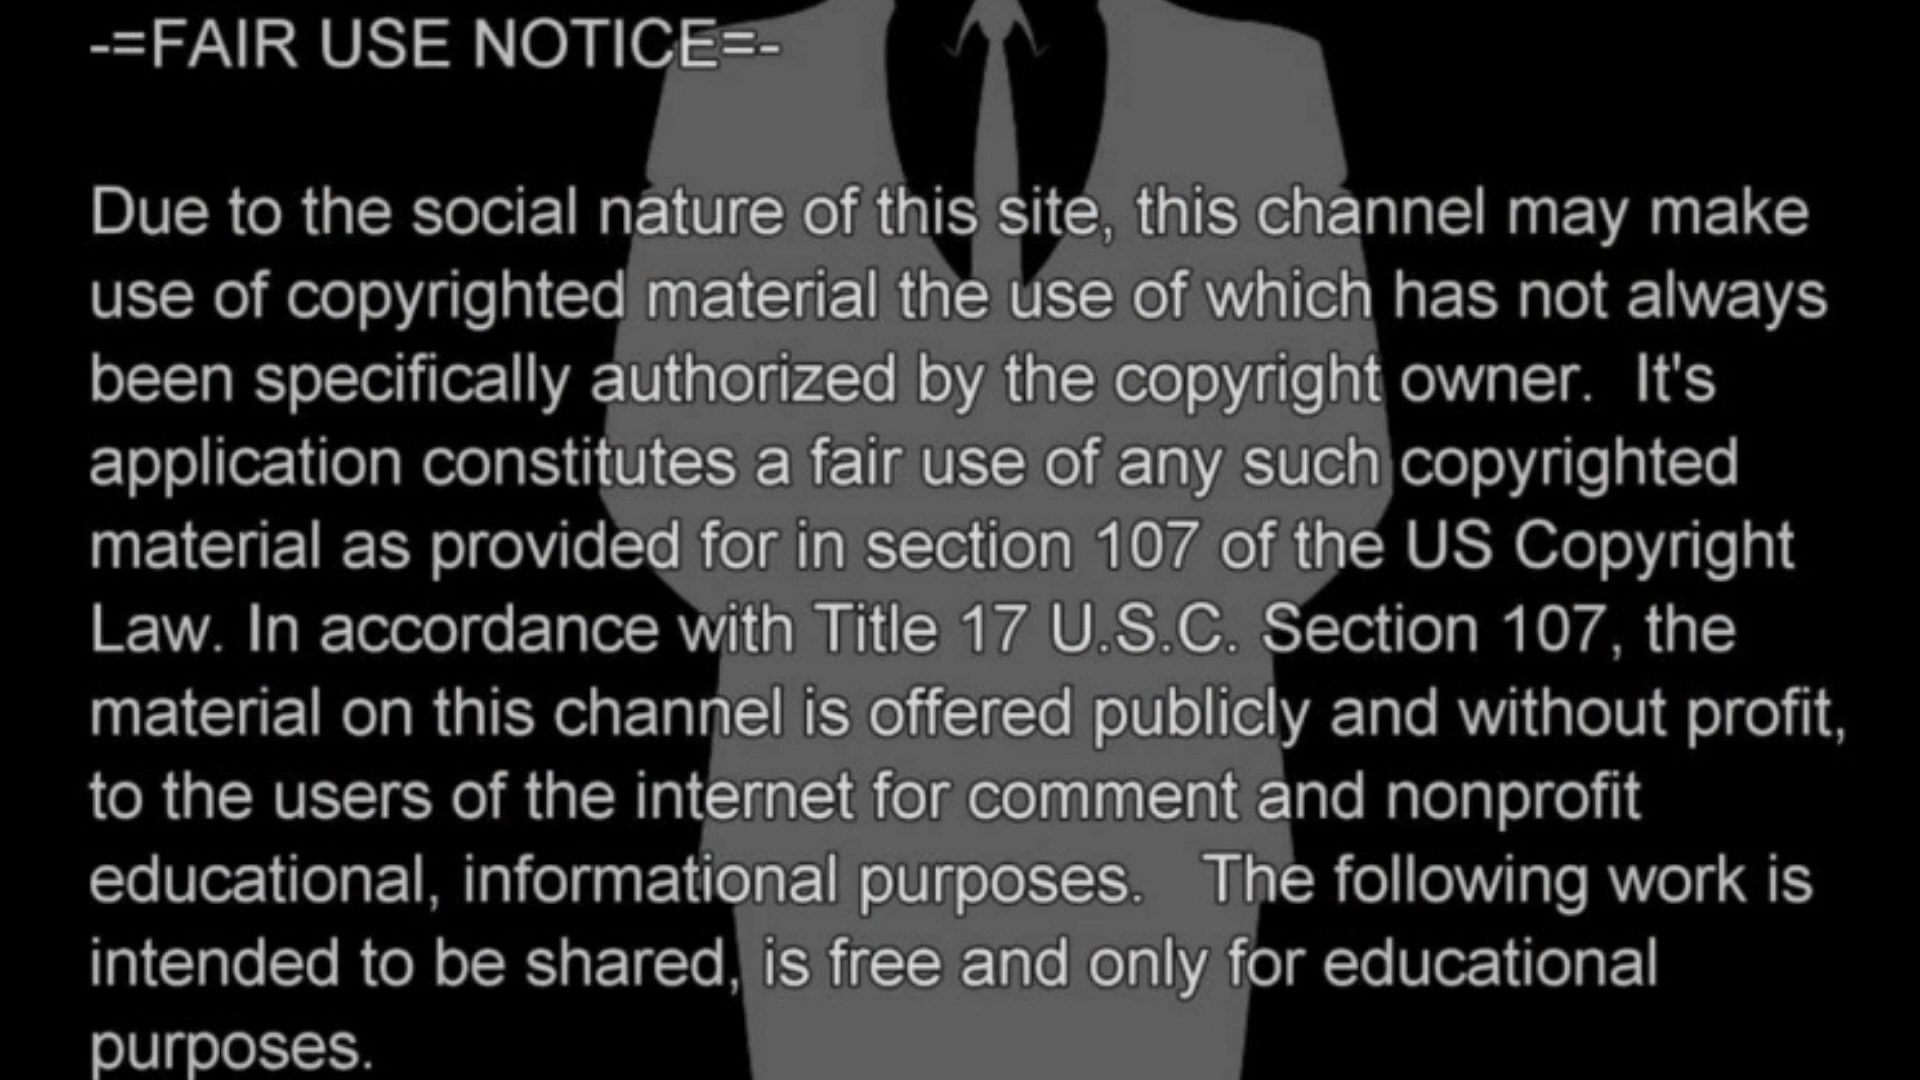 -=FAIR USE NOTICE=-
Due to the social nature of this site, this channel may make
use of copyrighted material the use of which has not always
been specifically authorized by the copyright owner.  It's
application constitutes a fair use of any such copyrighted
material as provided for in section 107 of the US Copyright
Law. In accordance with Title 17 U.S.C. Section 107, the
material on this channel is offered publicly and without profit,
to the users of the internet for comment and nonprofit
educational, informational purposes.   The following work is
intended to be shared, is free and only for educational
purposes.